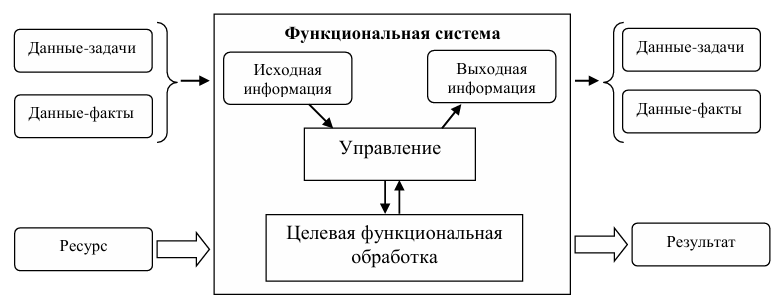 Данные-задачи
Данные-факты
Ресурс
Функциональная система
Исходная
информация
Выходная
информация
Управление
Целевая функциональная
обработка
Данные-задачи
Данные-факты
Результат